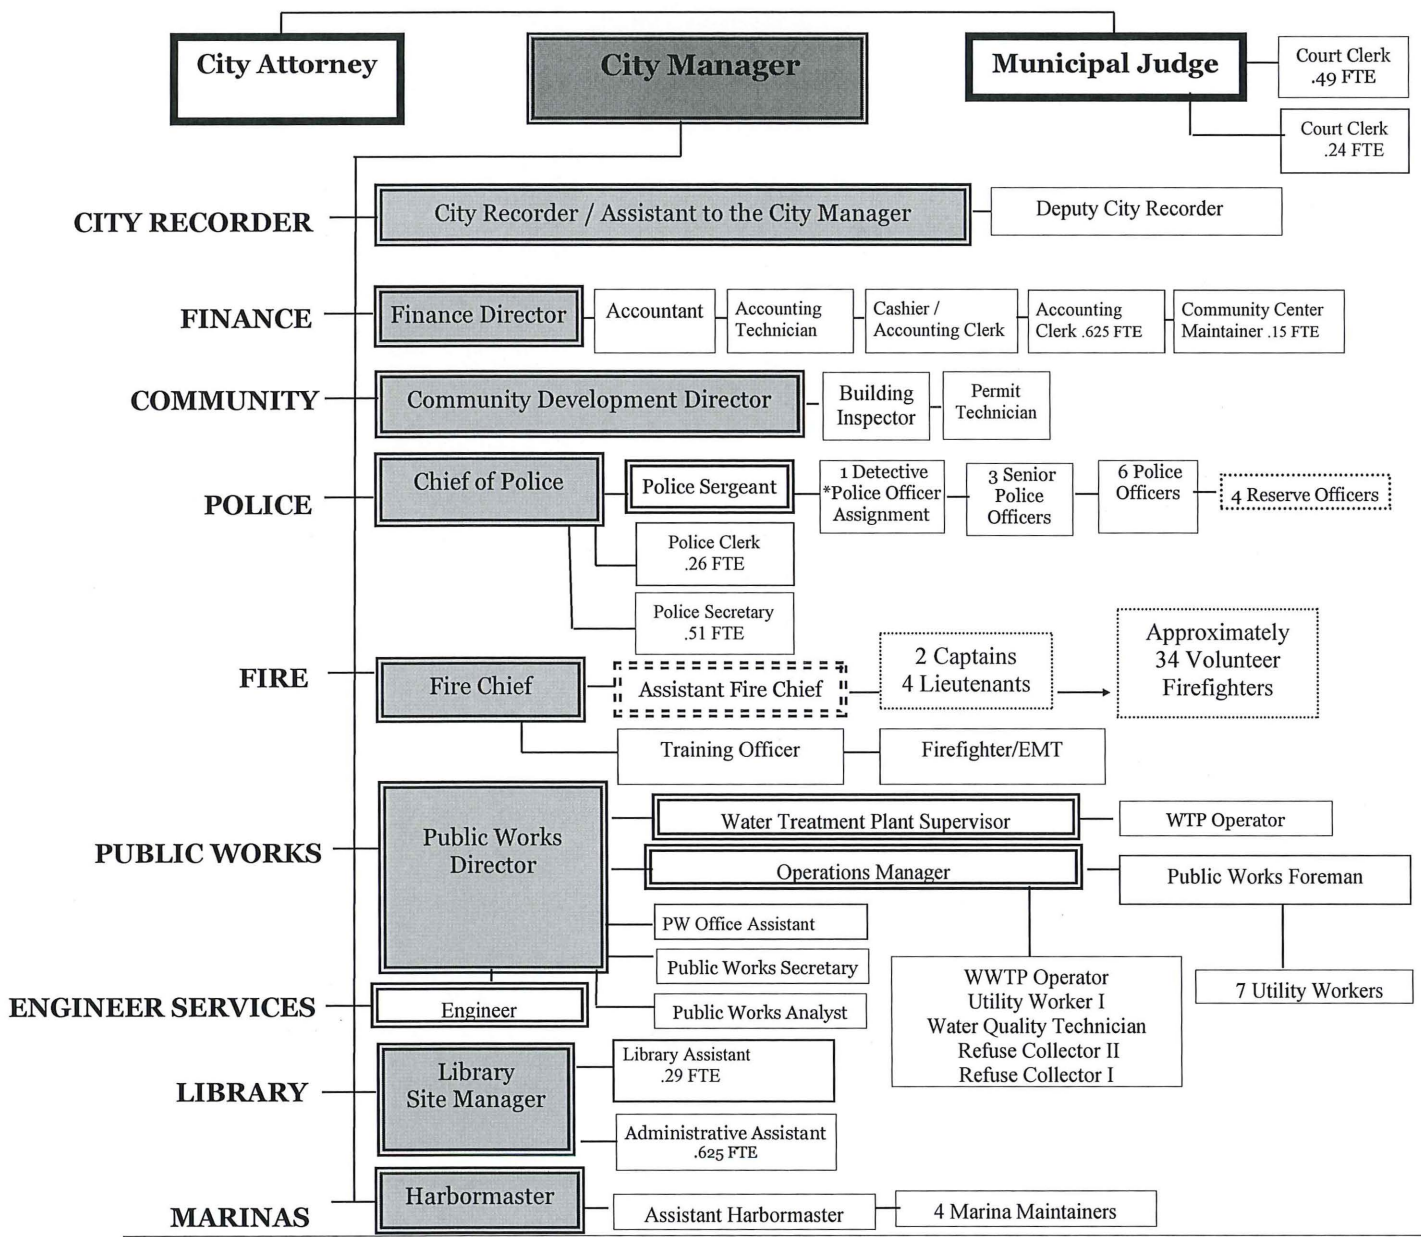 City Attorney
City Manager
Municipal Judge
Court Clerk
.49 FTE
Court Clerk
.24 FTE
CITY RECORDER
City Recorder / Assistant to the City Manager
Deputy City Recorder
FINANCE
Finance Director
Accountant
Accounting
Technician
Cashier /
Accounting Clerk
Accounting
Clerk .625 FTE
Community Center
Maintainer .15 FTE
COMMUNITY
Community Development Director
Building
Inspector
Permit
Technician
POLICE
Chief of Police
Police Sergeant
1 Detective
*Police Officer
Assignment
3 Senior
Police
Officers
6 Police
Officers
4 Reserve Officers
Police Clerk
.26 FTE
Police Secretary
.51 FTE
FIRE
Fire Chief
Assistant Fire Chief
2 Captains
4 Lieutenants
Approximately
34 Volunteer
Firefighters
Training Officer
Firefighter/EMT
PUBLIC WORKS
Public Works
Director
Water Treatment Plant Supervisor
WTP Operator
Operations Manager
Public Works Foreman
PW Office Assistant
Public Works Secretary
Public Works Analyst
WWTP Operator
Utility Worker I
Water Quality Technician
Refuse Collector II
Refuse Collector I
7 Utility Workers
ENGINEER SERVICES
Engineer
LIBRARY
Library
Site Manager
Library Assistant
.29 FTE
Administrative Assistant
.625 FTE
MARINAS
Harbormaster
Assistant Harbormaster
4 Marina Maintainers